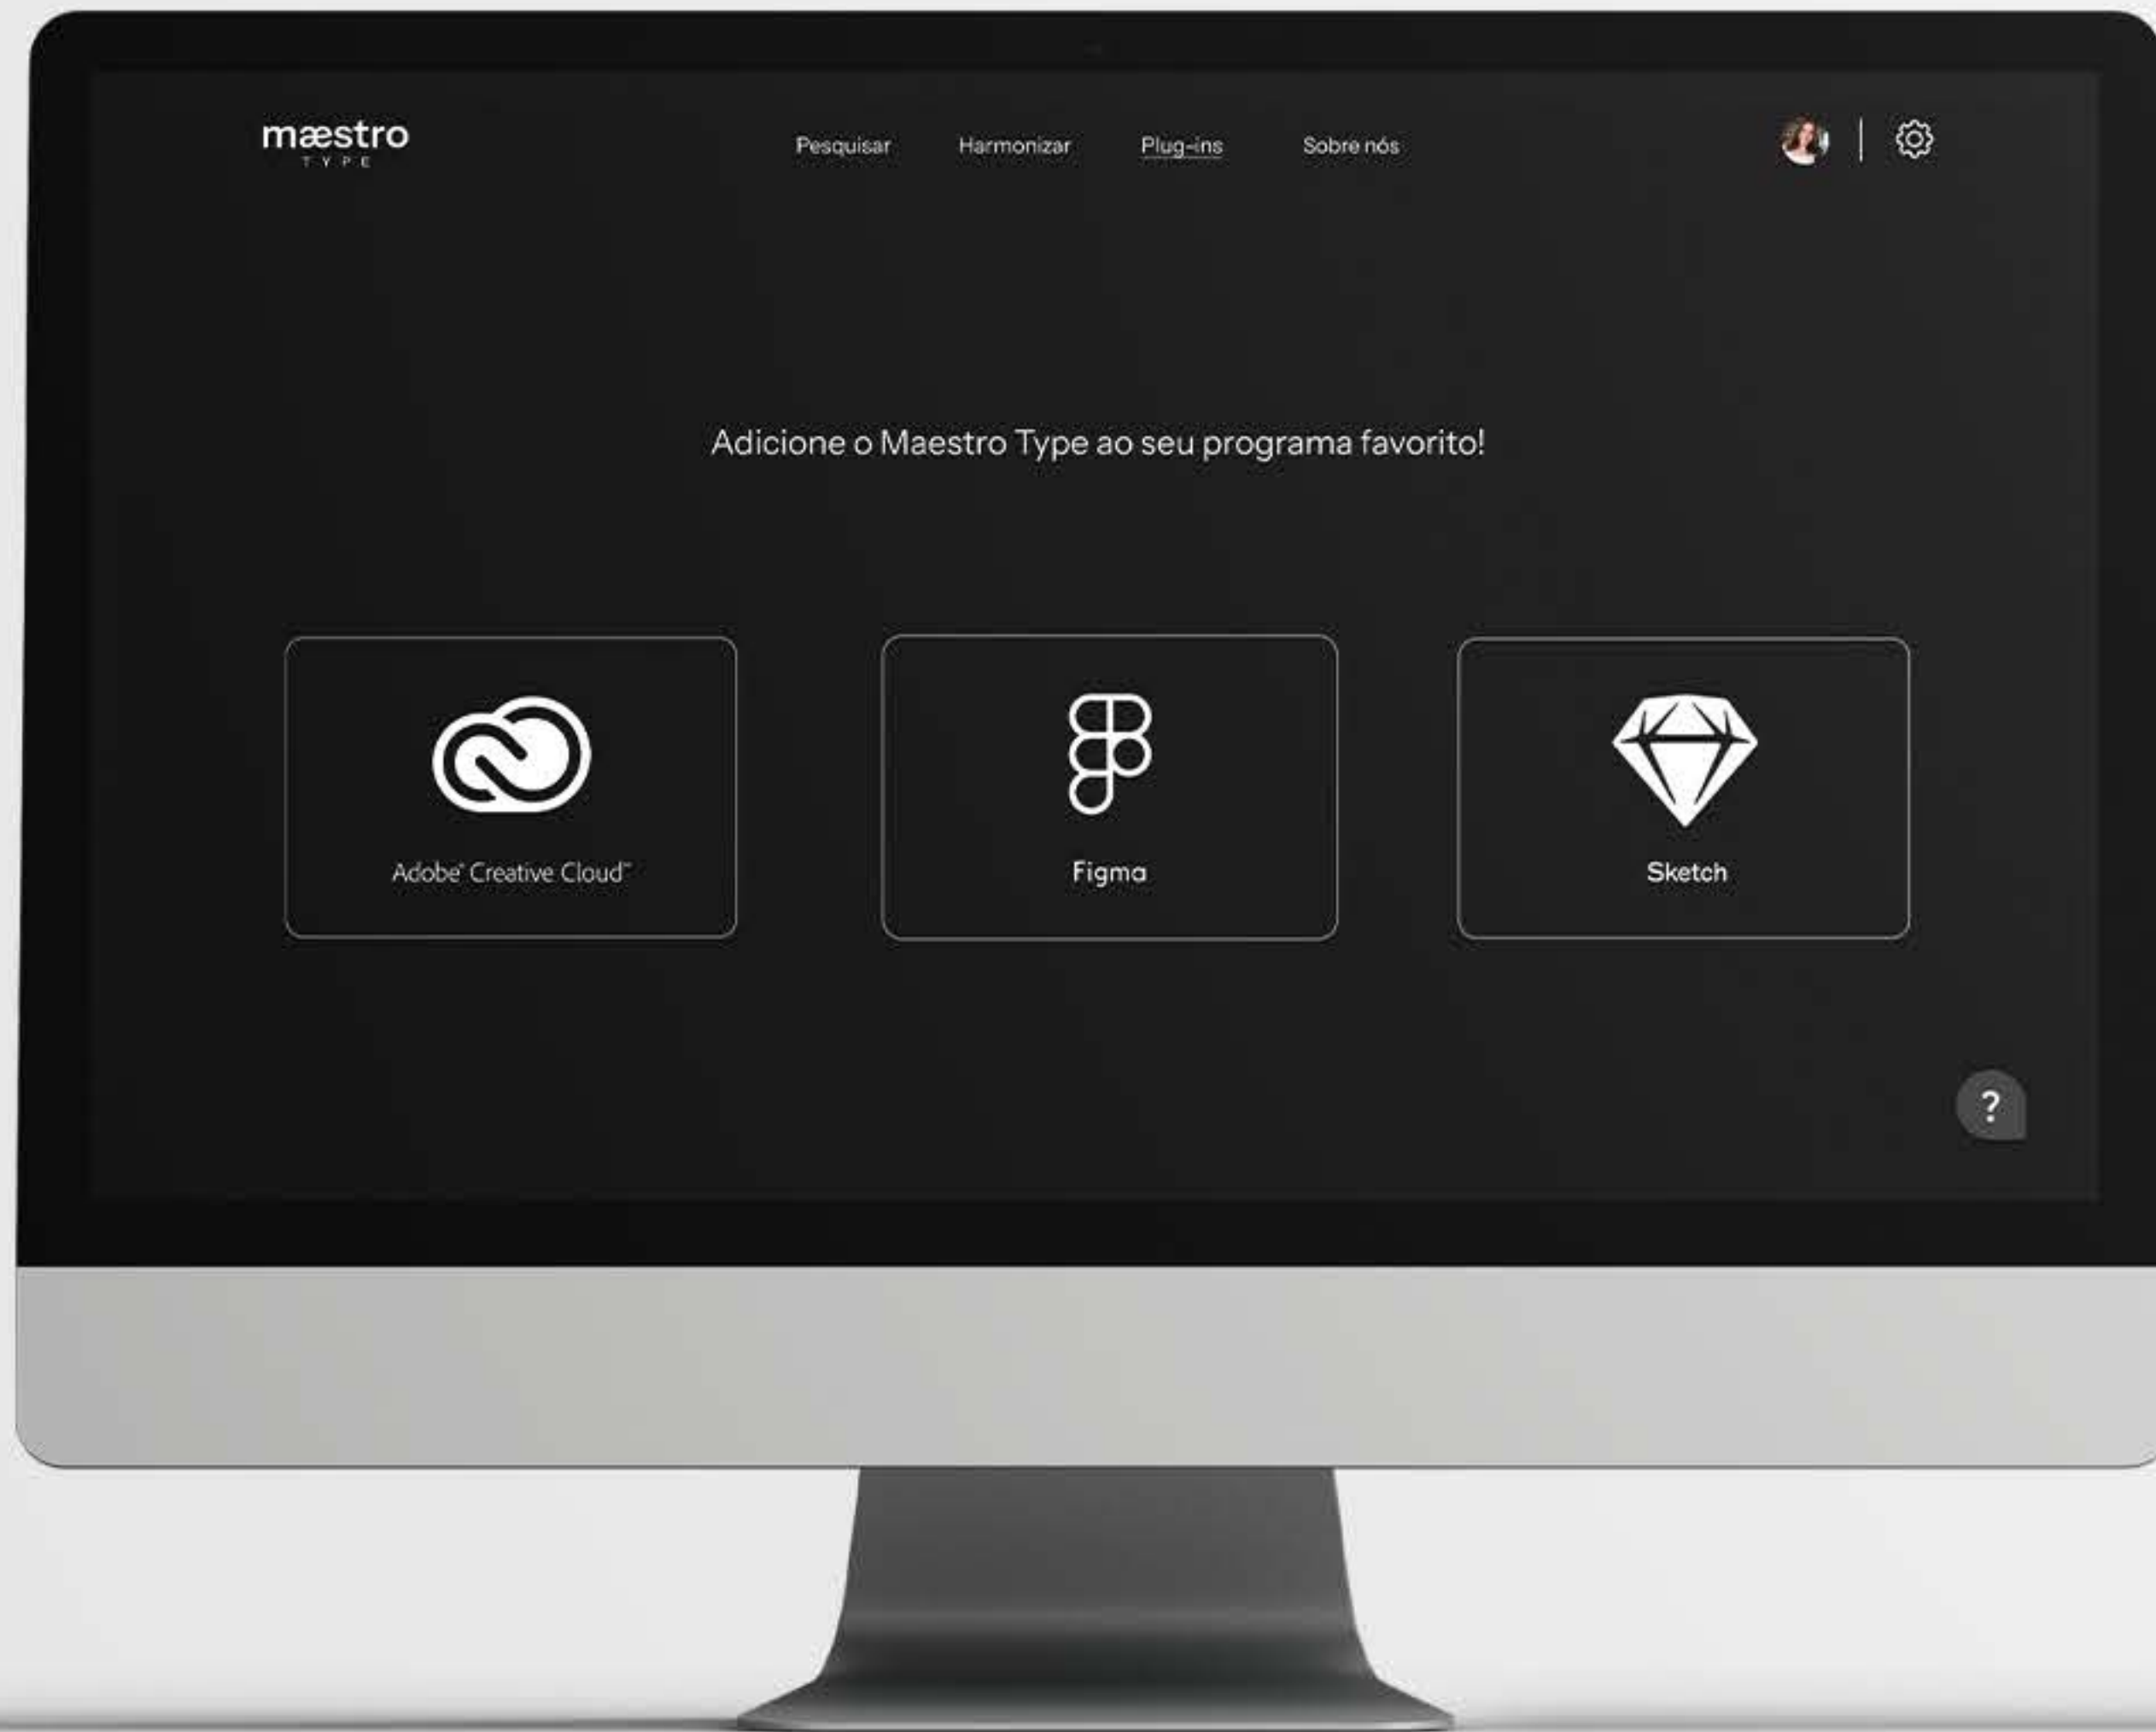 mæstro
TYPE
Pesquisar
Harmonizar
Plug-ins
Sobre nós
Adicione o Maestro Type ao seu programa favorito!
Adobe® Creative Cloud™
Figma
Sketch
?